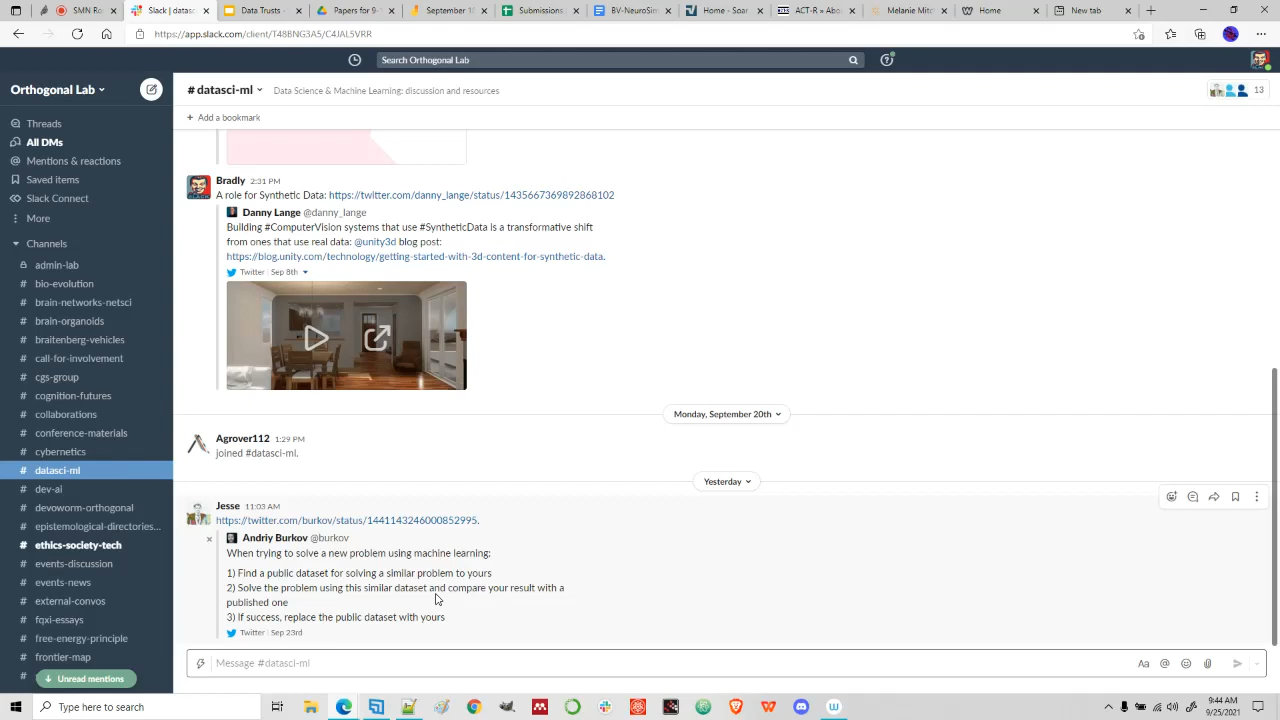 Slack | datasc
Data Trusts -
Papers for 9-
September 18
Submissions
BV-NeuroSim
Home - Soar
ACT-R » Abo
Melanie Mitch
Home
New tab
https://app.slack.com/client/T48BNG3A5/C4JAL5VRR
Search Orthogonal Lab
Orthogonal Lab
# datasci-ml
Data Science & Machine Learning: discussion and resources
13
+ Add a bookmark
Threads
All DMs
Mentions & reactions
Saved items
Slack Connect
More
Channels
admin-lab
# bio-evolution
# brain-networks-netsci
# brain-organoids
# braitenberg-vehicles
# call-for-involvement
# cgs-group
# cognition-futures
# collaborations
# conference-materials
# cybernetics
# datasci-ml
# dev-ai
# devoworm-orthogonal
# epistemological-directories...
# ethics-society-tech
# events-discussion
# events-news
# external-convos
# fqxi-essays
# free-energy-principle
# frontier-map
#
Unread mentions
Bradly 2:31 PM
A role for Synthetic Data: https://twitter.com/danny_lange/status/1435667369892868102
Danny Lange @danny_lange
Building #ComputerVision systems that use #SyntheticData is a transformative shift
from ones that use real data: @unity3d blog post:
https://blog.unity.com/technology/getting-started-with-3d-content-for-synthetic-data.
Twitter | Sep 8th
Monday, September 20th
Agrover112 1:29 PM
joined #datasci-ml.
Yesterday
Jesse 11:03 AM
https://twitter.com/burkov/status/1441143246000852995.
Andriy Burkov @burkov
When trying to solve a new problem using machine learning:
1) Find a public dataset for solving a similar problem to yours
2) Solve the problem using this similar dataset and compare your result with a
published one
3) If success, replace the public dataset with yours
Twitter | Sep 23rd
Message #datasci-ml
Aa
Type here to search
9:44 AM
9/25/2021